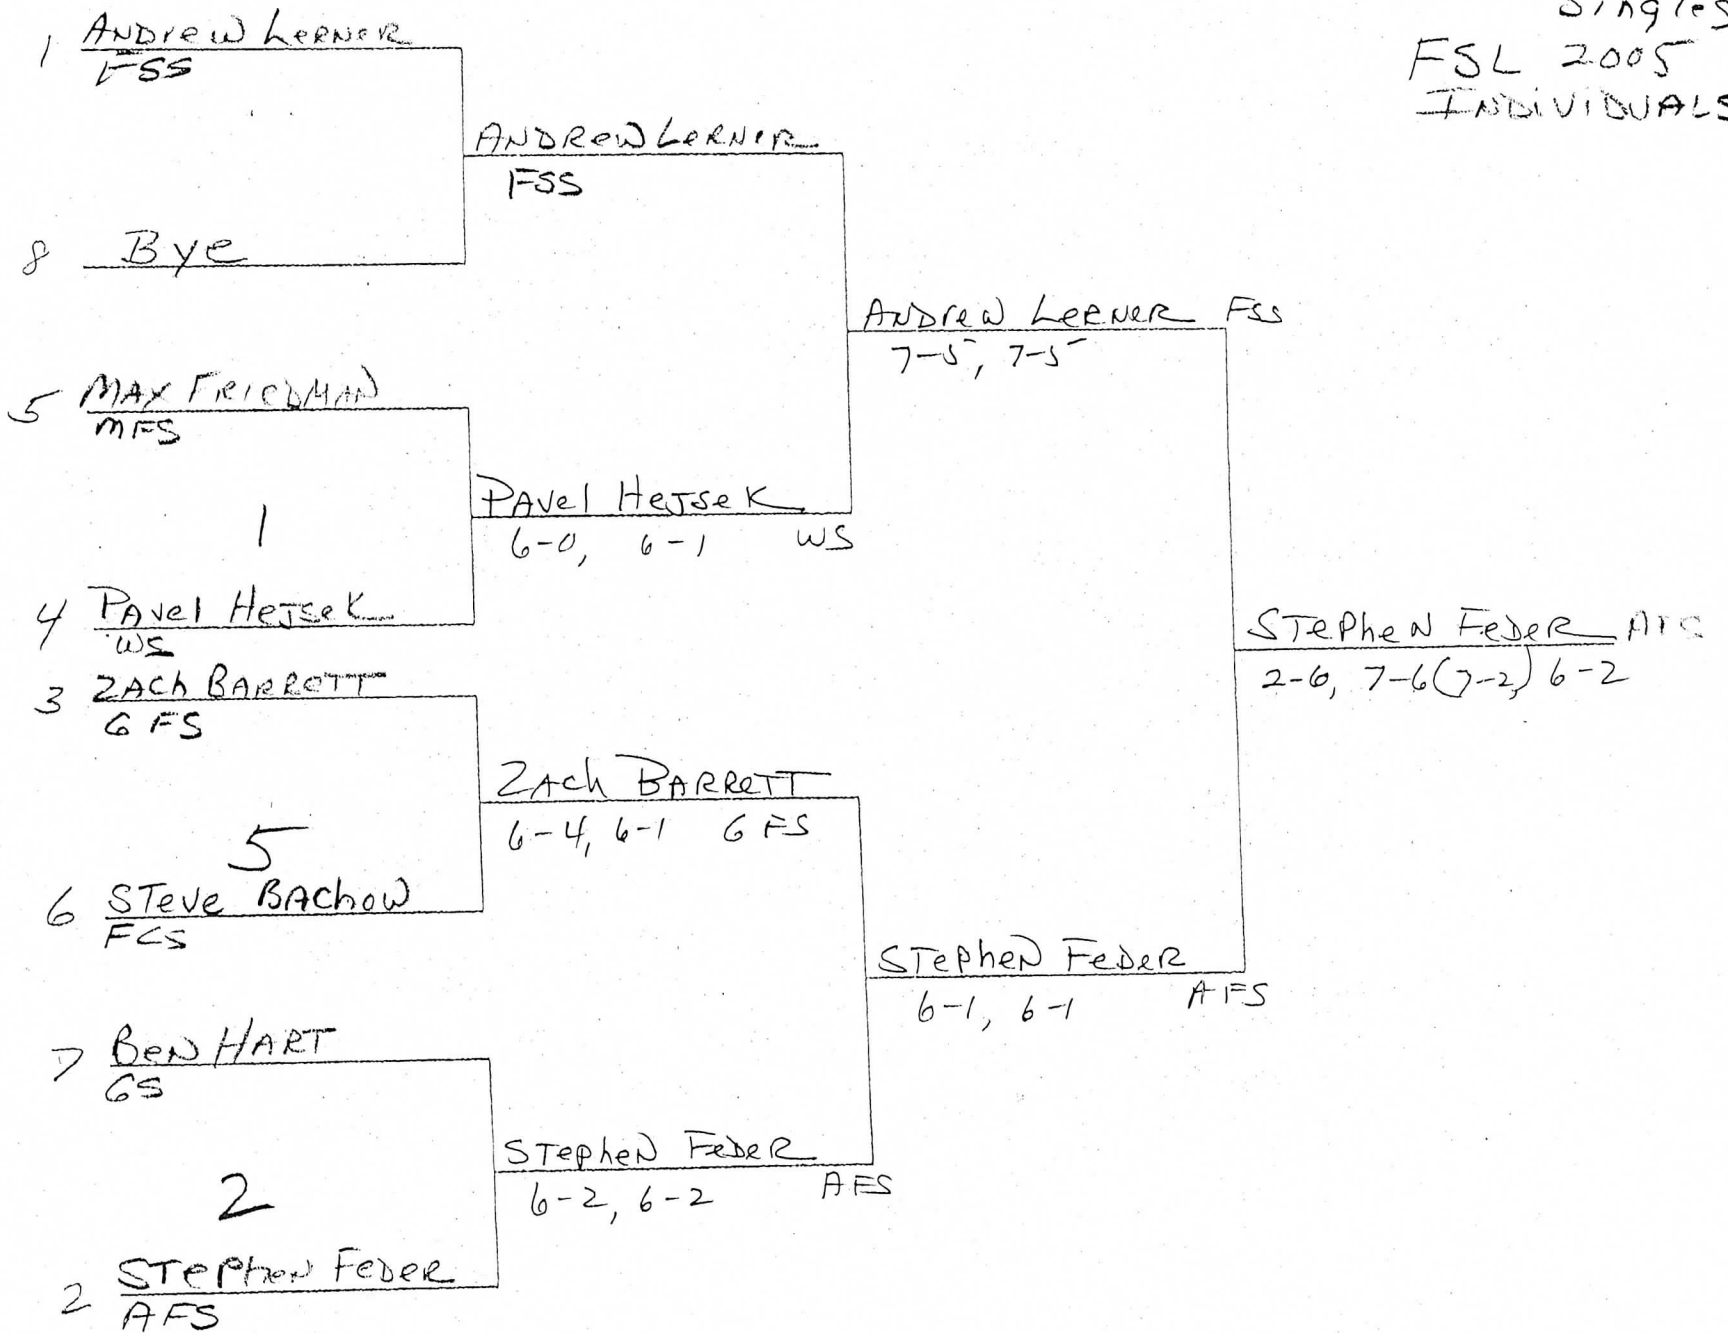 Singles
FSL 2005
INDIVIDUALS
1 ANDREW LERNER
FSS
ANDREW LERNER
FSS
8 Bye
ANDREW LERNER FSS
7-5, 7-5
5 MAX FRIEDMAN
MFS
1
PAVEL HEJSEK
6-0, 6-1 WS
4 PAVEL HEJSEK
WS
STEPHEN FEDER
2-6, 7-6(7-2) 6-2
3 ZACH BARRETT
GFS
ZACH BARRETT
6-4, 6-1 GFS
5
6 STEVE BACHOW
FCS
STEPHEN FEDER
6-1, 6-1 AFS
7 BEN HART
GS
STEPHEN FEDER
6-2, 6-2 AFS
2
2 STEPHEN FEDER
AFS